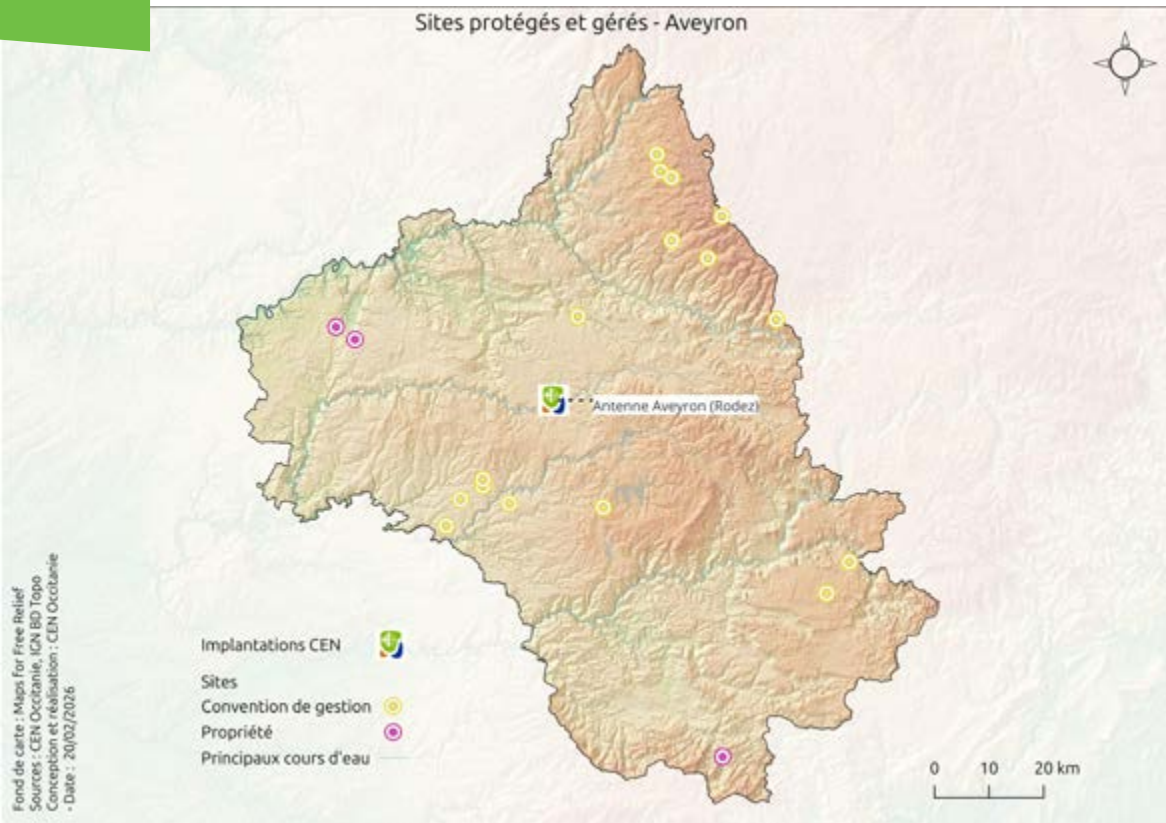 Sites protégés et gérés - Aveyron
Antenne Aveyron (Rodez)
Implantations CEN
Sites
Convention de gestion
Propriété
Principaux cours d'eau
0 10 20 km
Fond de carte : Maps for Free Relief
Sources : CEN Occitanie, IGN BD Topo
Conception et réalisation : CEN Occitanie
- Date : 20/02/2026